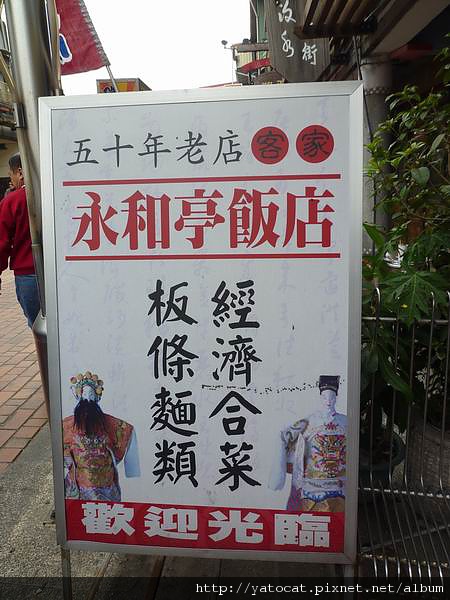 五十年老店 客家
永和亭飯店
經濟合菜
板條麵類
歡迎光臨
http://yatocat.pixnet.net/album